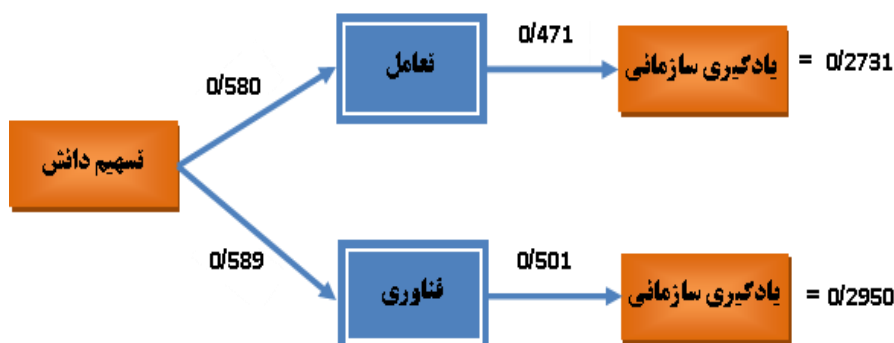 0/471
تعامل
یادگیری سازمانی
= 0/2731
0/580
تسهیم دانش
0/589
0/501
فناوری
یادگیری سازمانی
= 0/2950